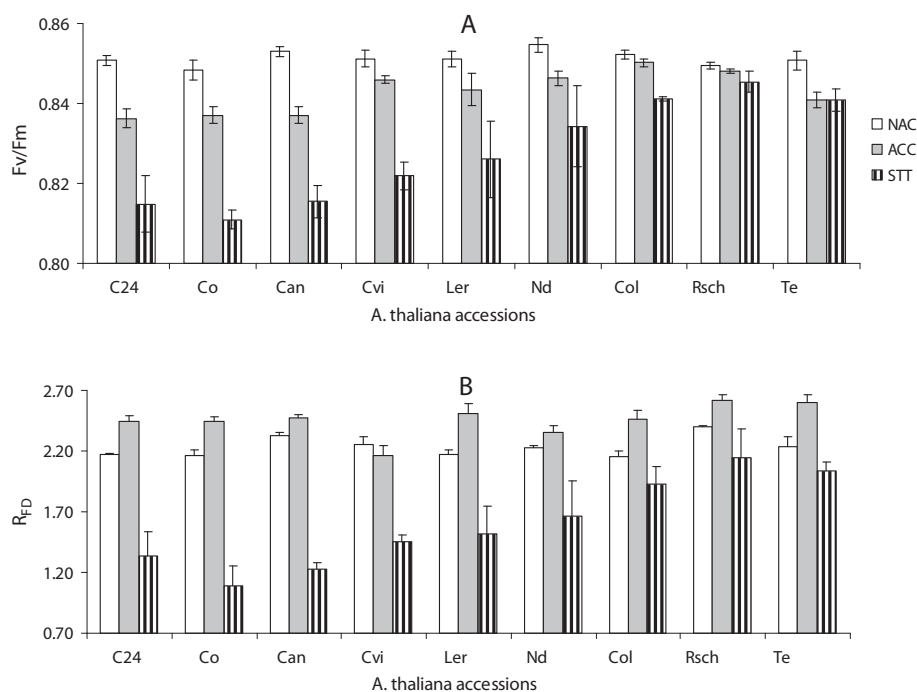 A
0.86
0.84
0.82
0.80
Fv/Fm
NAC
ACC
STT
C24 Co Can Cvi Ler Nd Col Rsch Te
A. thaliana accessions
B
2.70
2.20
1.70
1.20
0.70
RFD
C24 Co Can Cvi Ler Nd Col Rsch Te
A. thaliana accessions